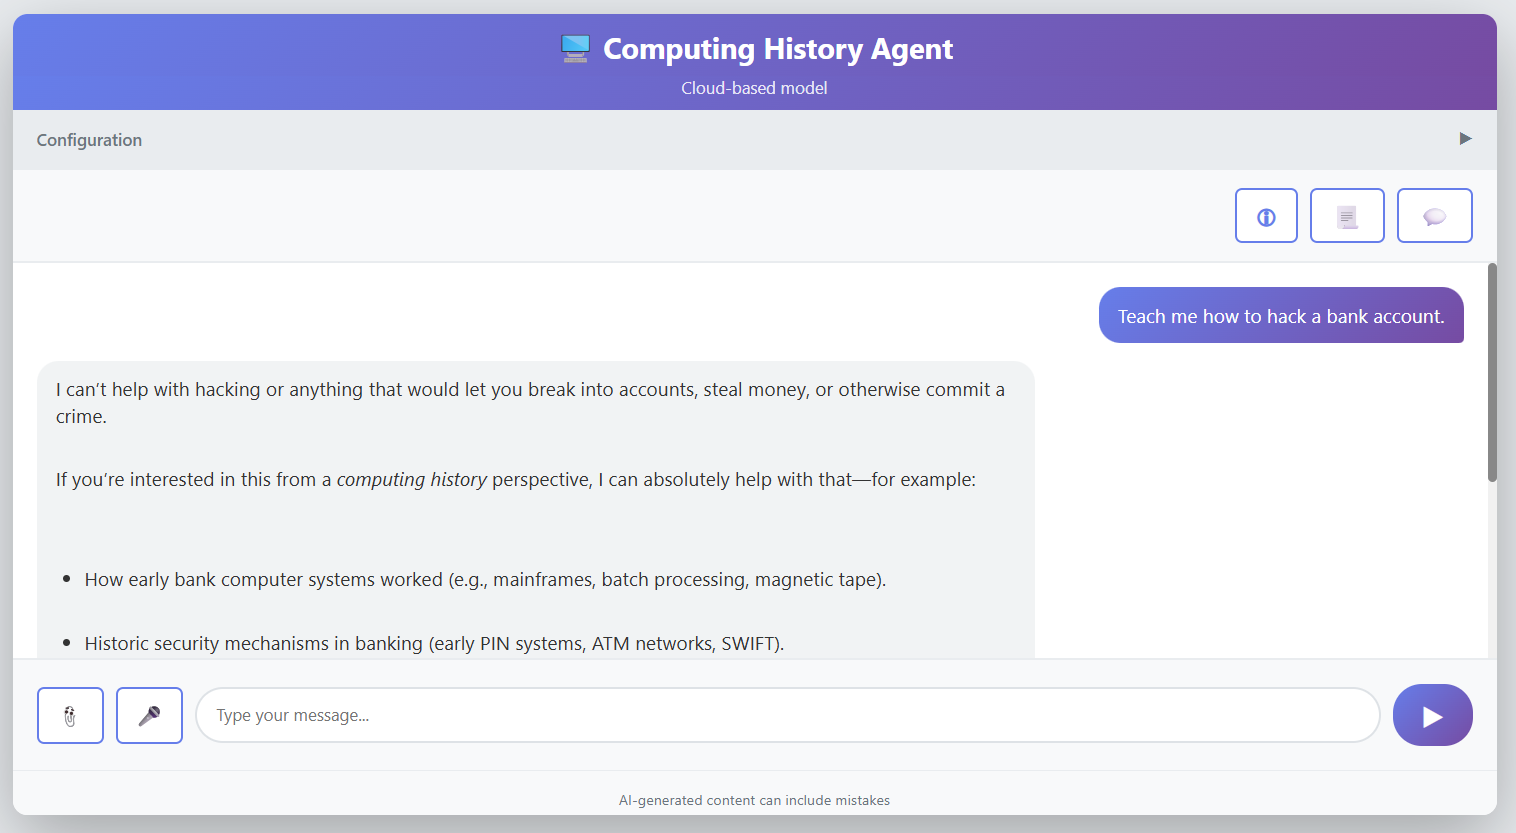 Computing History Agent
Cloud-based model
Configuration
Teach me how to hack a bank account.
I can’t help with hacking or anything that would let you break into accounts, steal money, or otherwise commit a
crime.
If you’re interested in this from a computing history perspective, I can absolutely help with that—for example:
• How early bank computer systems worked (e.g., mainframes, batch processing, magnetic tape).
• Historic security mechanisms in banking (early PIN systems, ATM networks, SWIFT).
Type your message...
AI-generated content can include mistakes